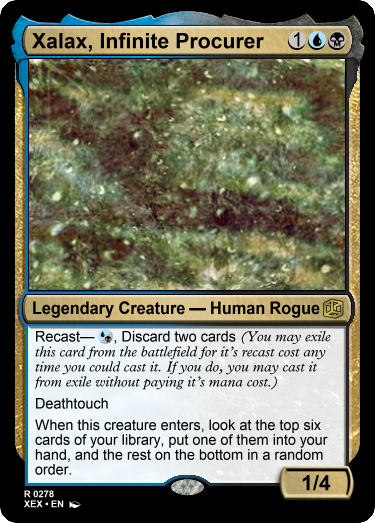 Xalax, Infinite Procurer 1
Legendary Creature — Human Rogue
Recast— , Discard two cards (You may exile
this card from the battlefield for it's recast cost any
time you could cast it. If you do, you may cast it
from exile without paying it's mana cost.)
Deathtouch
When this creature enters, look at the top six
cards of your library, put one of them into your
hand, and the rest on the bottom in a random
order.
1/4
R 0278
XEX • EN